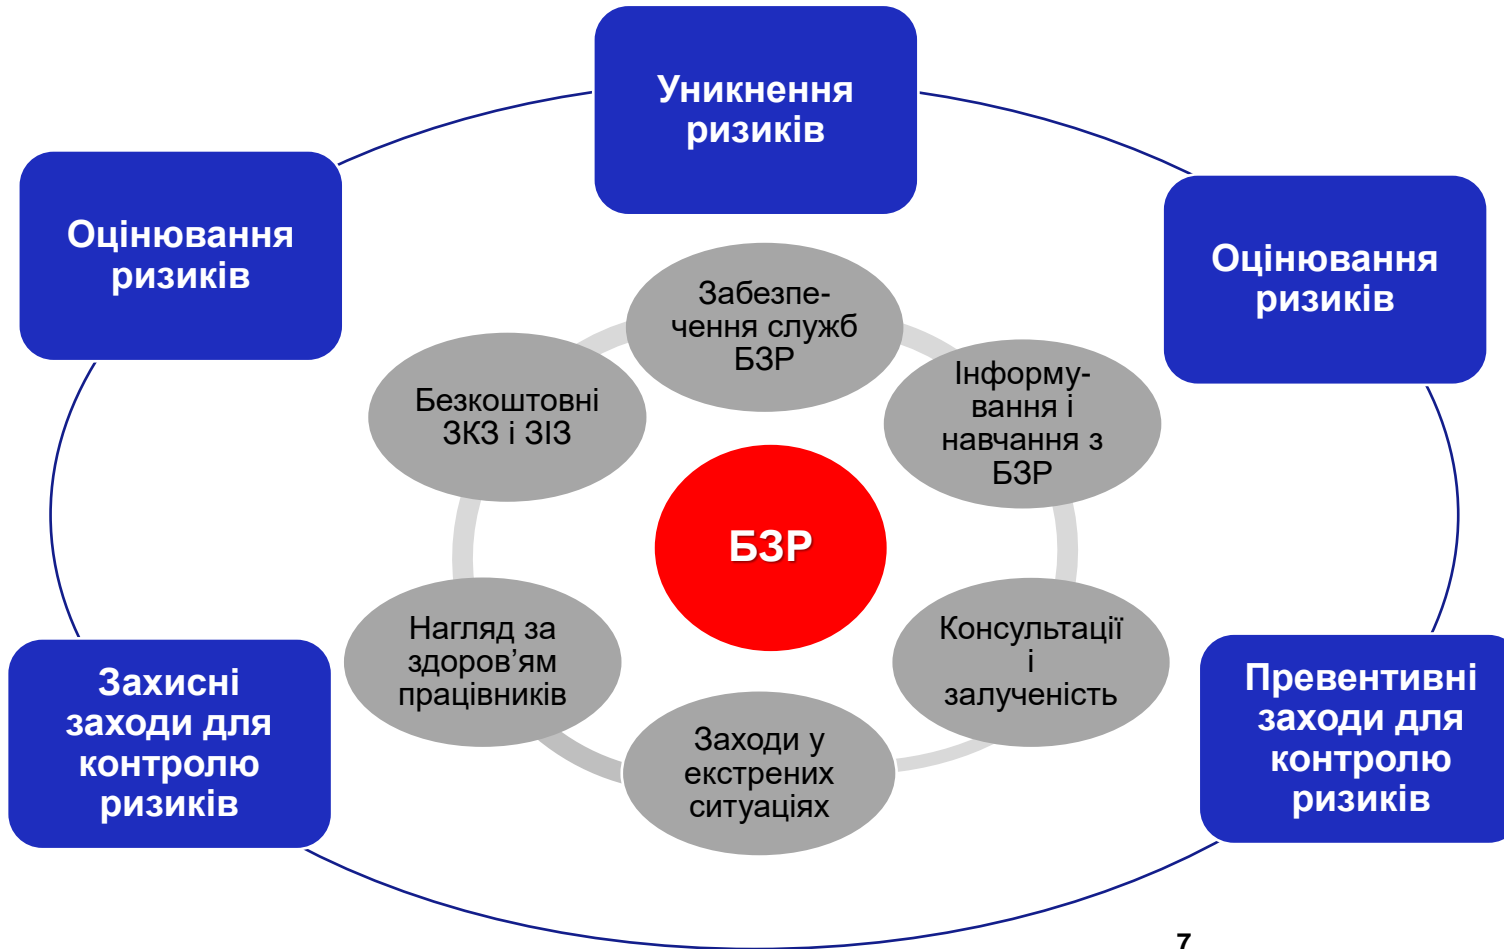 Уникнення
ризиків
Оцінювання
ризиків
Оцінювання
ризиків
Забезпе-
чення служб
БЗР
Безкоштовні
ЗКЗ і ЗІЗ
Інформу-
вання і
навчання з
БЗР
БЗР
Нагляд за
здоров’ям
працівників
Консультації
і
залученість
Заходи у
екстрених
ситуаціях
Захисні
заходи для
контролю
ризиків
Превентивні
заходи для
контролю
ризиків
7